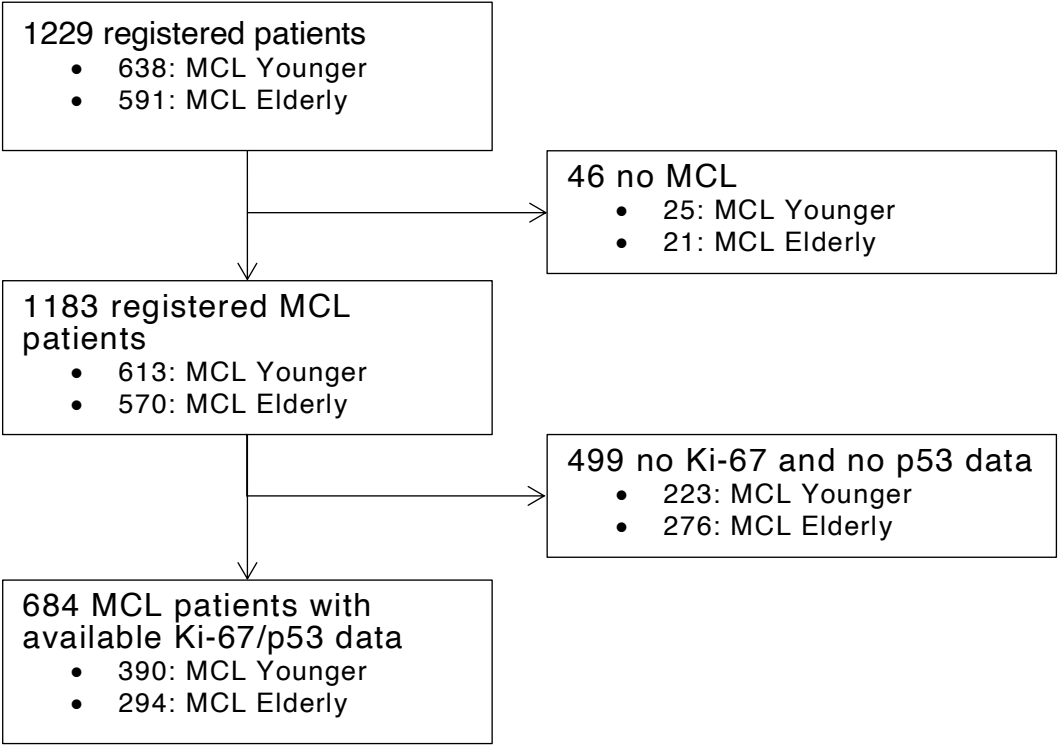 1229 registered patients
• 638: MCL Younger
• 591: MCL Elderly
46 no MCL
• 25: MCL Younger
• 21: MCL Elderly
1183 registered MCL
patients
• 613: MCL Younger
• 570: MCL Elderly
499 no Ki-67 and no p53 data
• 223: MCL Younger
• 276: MCL Elderly
684 MCL patients with
available Ki-67/p53 data
• 390: MCL Younger
• 294: MCL Elderly